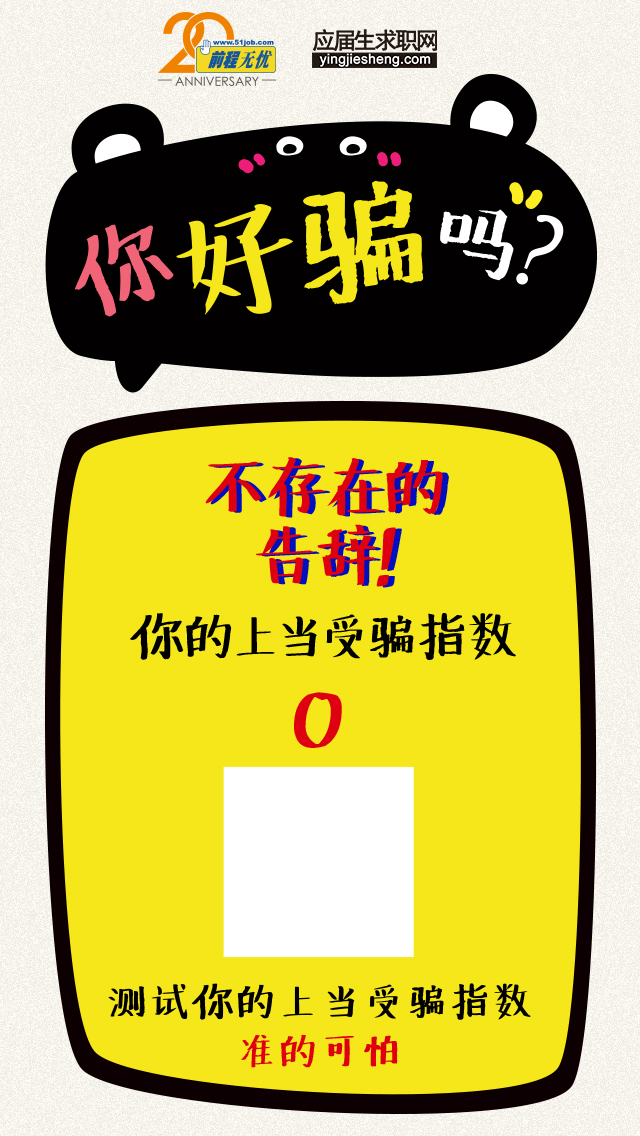 20
www.51job.com
前程无忧
ANNIVERSARY
应届生求职网
yingjiesheng.com
你好骗吗?
不存在的
告辞!
你的上当受骗指数
0
测试你的上当受骗指数
准的可怕